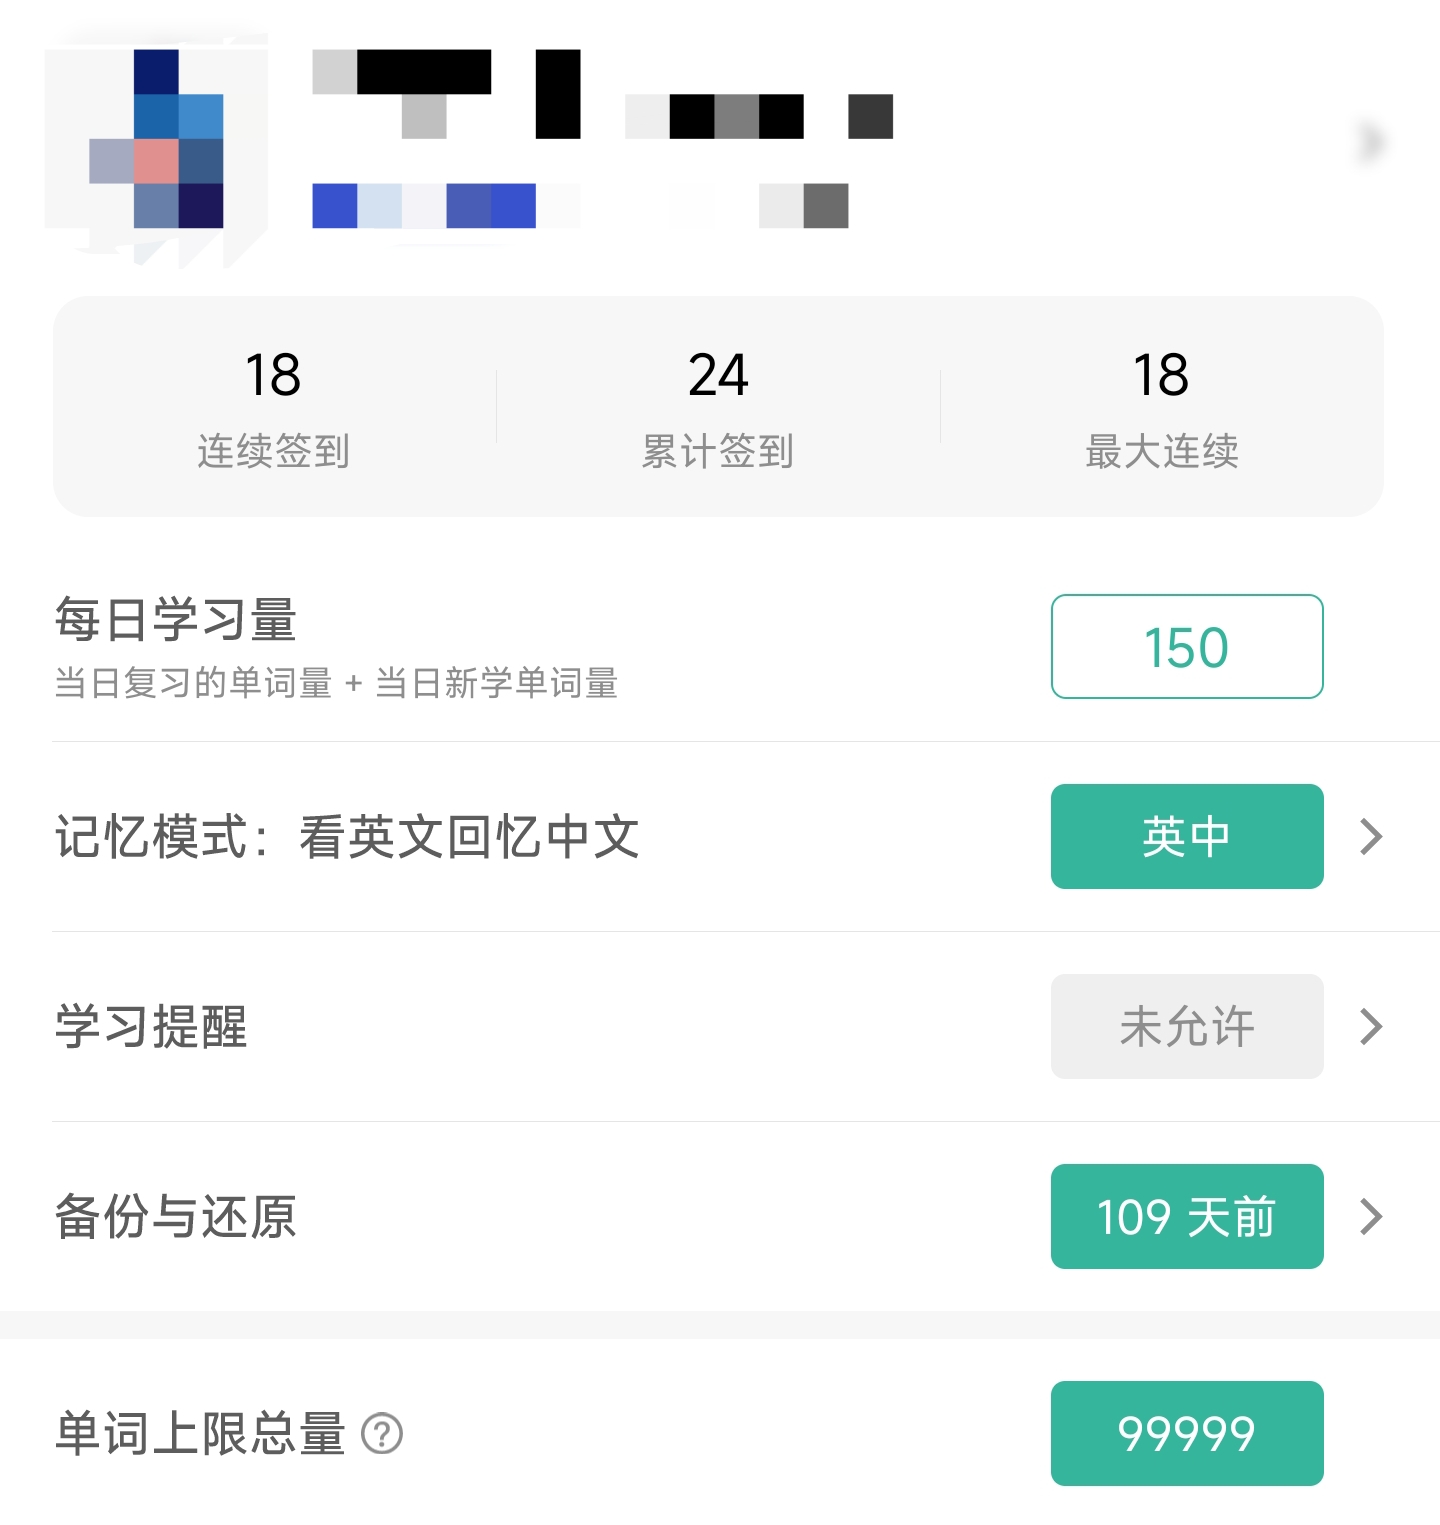 18
连续签到
24
累计签到
18
最大连续
每日学习量
当日复习的单词量 + 当日新学单词量
150
记忆模式：看英文回忆中文
英中
学习提醒
未允许
备份与还原
109 天前
单词上限总量 ?
99999